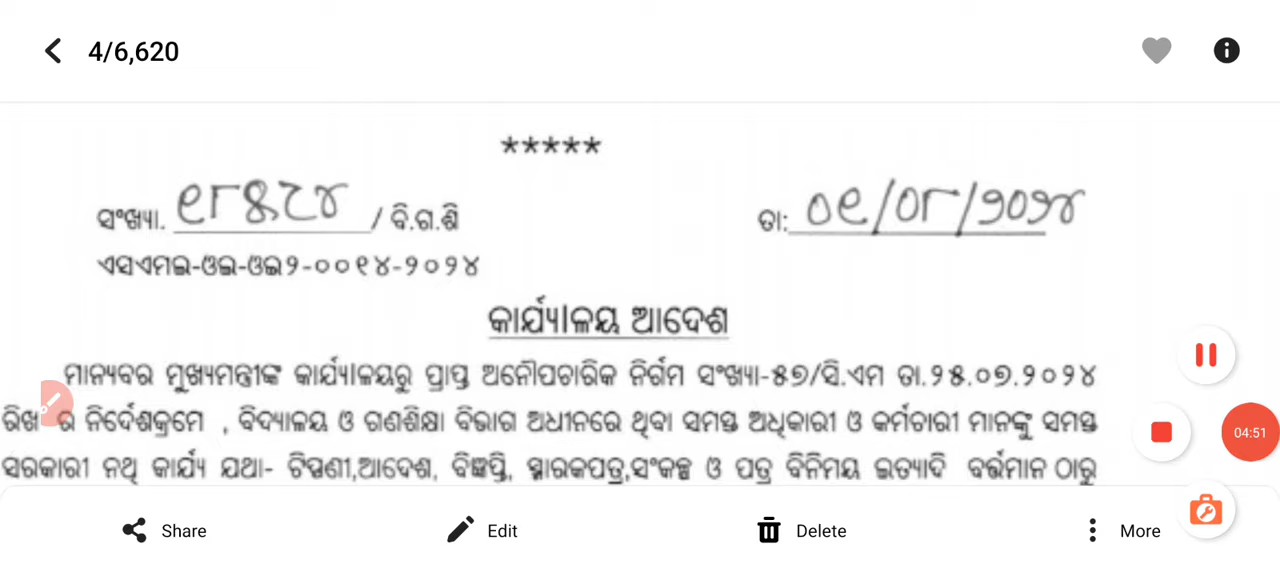 4/6,620
*****
ସଂଖ୍ୟା. ୧୮୫୮୪ / ବି.ଗ.ଶି
ତା: ୦୧/୦୮/୨୦୨୪
ଏସଏମଇ-ଓଇ-ଓଇ୨-୦୦୧୪-୨୦୨୪
କାର୍ଯ୍ୟାଳୟ ଆଦେଶ
ମାନ୍ୟବର ମୁଖ୍ୟମନ୍ତ୍ରୀଙ୍କ କାର୍ଯ୍ୟାଳୟରୁ ପ୍ରାପ୍ତ ଅନୌପଚାରିକ ନିର୍ଗମ ସଂଖ୍ୟା-୫୭/ସି.ଏମ ତା.୨୫.୦୭.୨୦୨୪
ରିଖ ର ନିର୍ଦେଶକ୍ରମେ , ବିଦ୍ୟାଳୟ ଓ ଗଣଶିକ୍ଷା ବିଭାଗ ଅଧୀନରେ ଥିବା ସମସ୍ତ ଅଧିକାରୀ ଓ କର୍ମଚାରୀ ମାନଙ୍କୁ ସମସ୍ତ
ସରକାରୀ ନଥି କାର୍ଯ୍ୟ ଯଥା- ଟିପ୍ପଣୀ,ଆଦେଶ, ବିଜ୍ଞପ୍ତି, ସ୍ମାରକପତ୍ର,ସଂକଳ୍ପ ଓ ପତ୍ର ବିନିମୟ ଇତ୍ୟାଦି ବର୍ତ୍ତମାନ ଠାରୁ
04:51
Share Edit Delete More